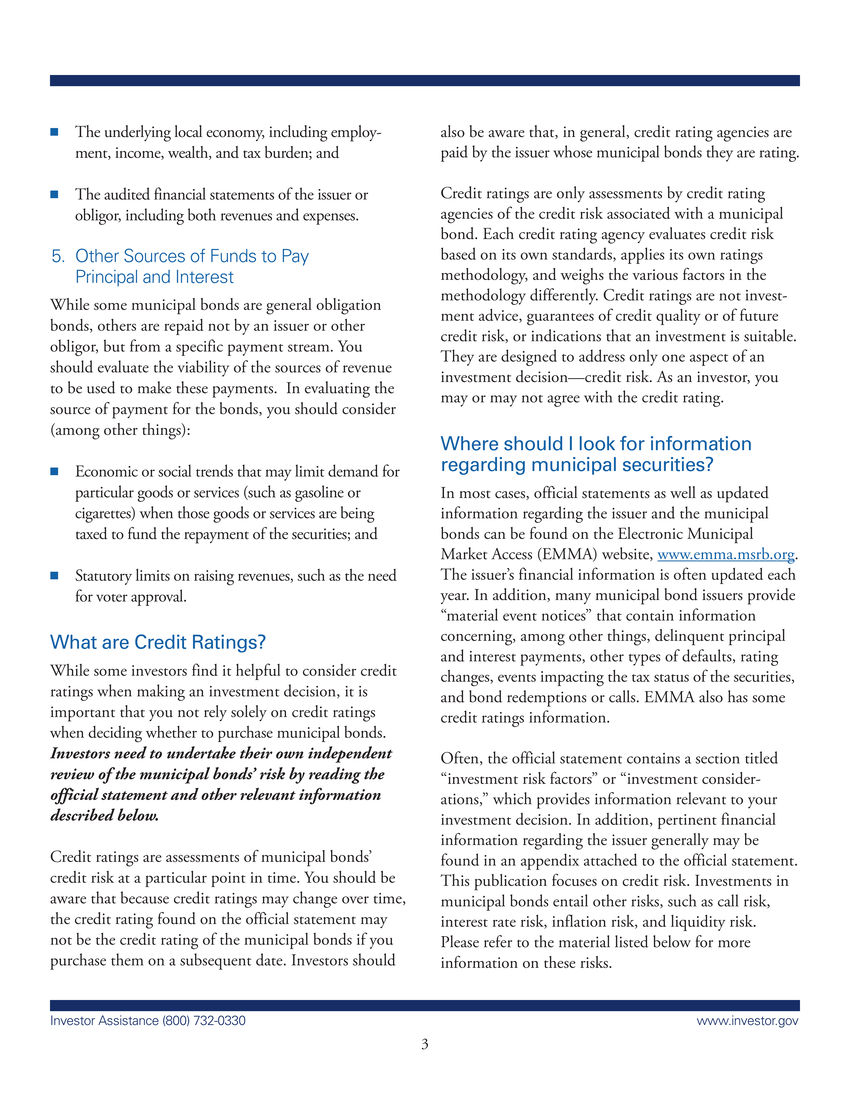 ■ The underlying local economy, including employ-
ment, income, wealth, and tax burden; and
■ The audited financial statements of the issuer or
obligor, including both revenues and expenses.
5. Other Sources of Funds to Pay
Principal and Interest
While some municipal bonds are general obligation
bonds, others are repaid not by an issuer or other
obligor, but from a specific payment stream. You
should evaluate the viability of the sources of revenue
to be used to make these payments.  In evaluating the
source of payment for the bonds, you should consider
(among other things):
■ Economic or social trends that may limit demand for
particular goods or services (such as gasoline or
cigarettes) when those goods or services are being
taxed to fund the repayment of the securities; and
■ Statutory limits on raising revenues, such as the need
for voter approval.
What are Credit Ratings?
While some investors find it helpful to consider credit
ratings when making an investment decision, it is
important that you not rely solely on credit ratings
when deciding whether to purchase municipal bonds.
Investors need to undertake their own independent
review of the municipal bonds’ risk by reading the
official statement and other relevant information
described below.
Credit ratings are assessments of municipal bonds’
credit risk at a particular point in time. You should be
aware that because credit ratings may change over time,
the credit rating found on the official statement may
not be the credit rating of the municipal bonds if you
purchase them on a subsequent date. Investors should
also be aware that, in general, credit rating agencies are
paid by the issuer whose municipal bonds they are rating.
Credit ratings are only assessments by credit rating
agencies of the credit risk associated with a municipal
bond. Each credit rating agency evaluates credit risk
based on its own standards, applies its own ratings
methodology, and weighs the various factors in the
methodology differently. Credit ratings are not invest-
ment advice, guarantees of credit quality or of future
credit risk, or indications that an investment is suitable.
They are designed to address only one aspect of an
investment decision—credit risk. As an investor, you
may or may not agree with the credit rating.
Where should I look for information
regarding municipal securities?
In most cases, official statements as well as updated
information regarding the issuer and the municipal
bonds can be found on the Electronic Municipal
Market Access (EMMA) website, www.emma.msrb.org.
The issuer’s financial information is often updated each
year. In addition, many municipal bond issuers provide
“material event notices” that contain information
concerning, among other things, delinquent principal
and interest payments, other types of defaults, rating
changes, events impacting the tax status of the securities,
and bond redemptions or calls. EMMA also has some
credit ratings information.
Often, the official statement contains a section titled
“investment risk factors” or “investment consider-
ations,” which provides information relevant to your
investment decision. In addition, pertinent financial
information regarding the issuer generally may be
found in an appendix attached to the official statement.
This publication focuses on credit risk. Investments in
municipal bonds entail other risks, such as call risk,
interest rate risk, inflation risk, and liquidity risk.
Please refer to the material listed below for more
information on these risks.
Investor Assistance (800) 732-0330
www.investor.gov
3